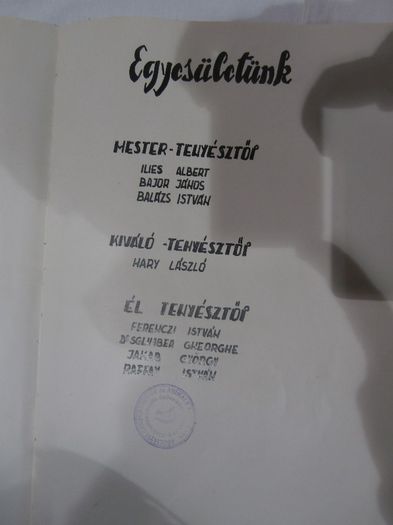 Egyesületünk
MESTER-TENYÉSZTŐI
ILIES ALBERT
BAJOR JÁNOS
BALÁZS ISTVÁN
KIVÁLÓ-TENYÉSZTŐI
HARY LÁSZLÓ
ÉL TENYÉSZTŐI
FERENCZI ISTVÁN
GHEORGHE
JAKAB GYÖRGY
ISTVÁN